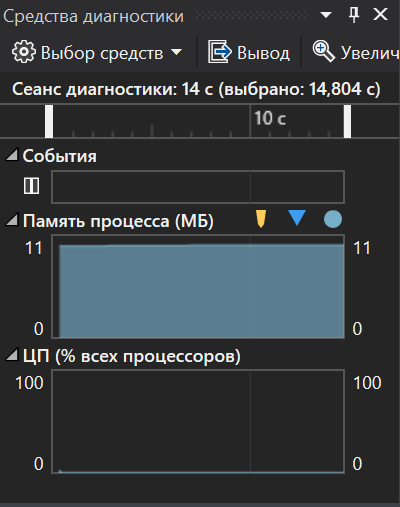 Средства диагностики
Выбор средств Вывод Увелич
Сеанс диагностики: 14 с (выбрано: 14,804 с)
10 с
События
Память процесса (МБ)
11 11
0 0
ЦП (% всех процессоров)
100 100
0 0